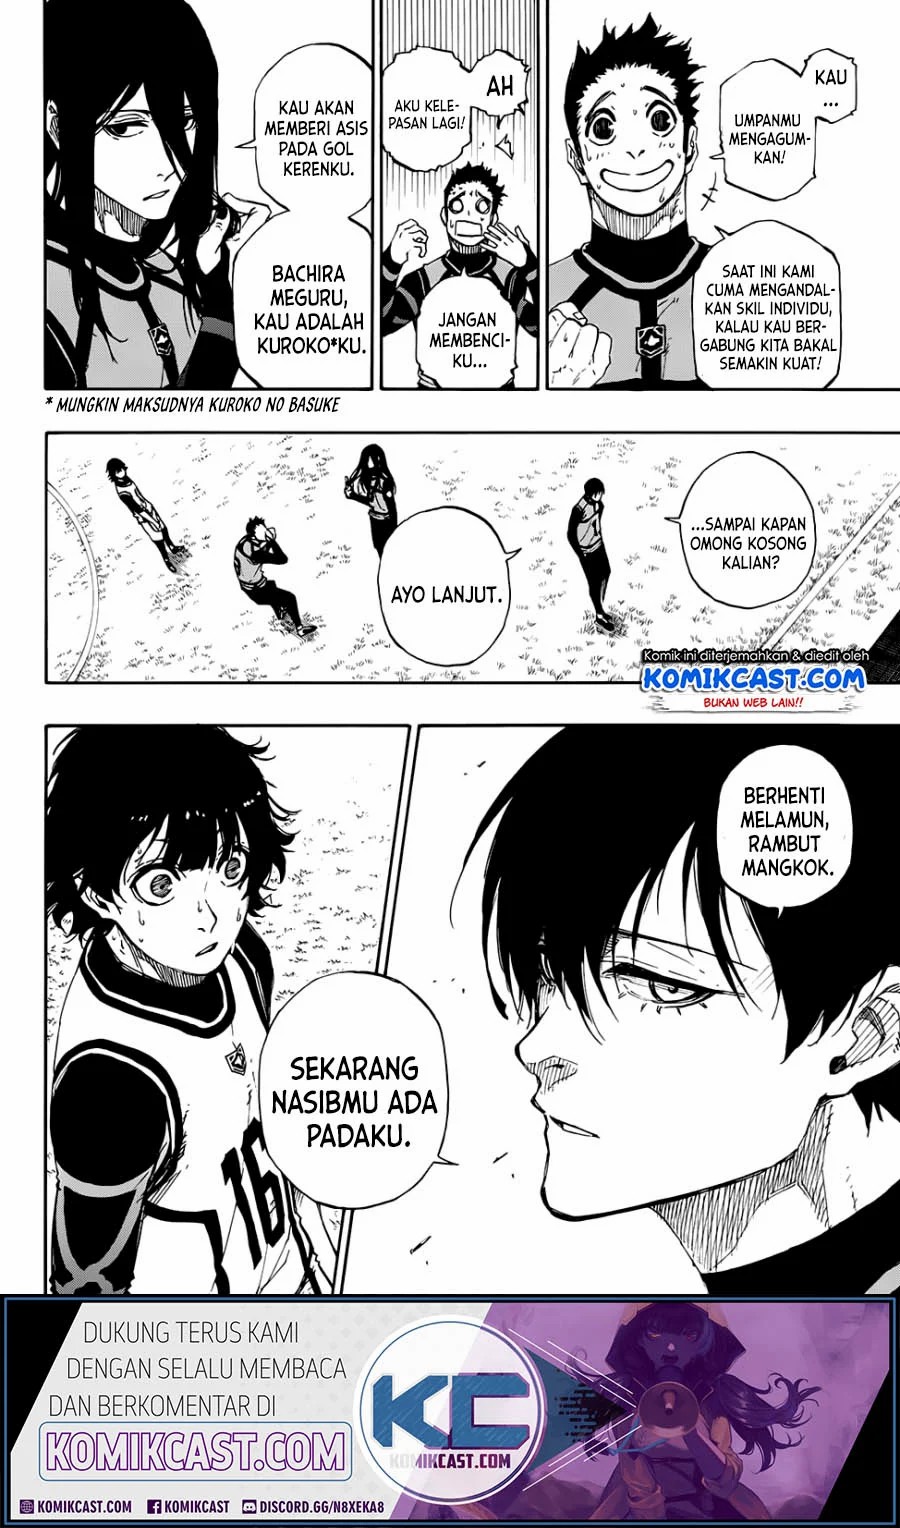 KAU
...
UMPANMU
MENGAGUM-
KAN!
SAAT INI KAMI
CUMA MENGANDAL-
KAN SKIL INDIVIDU,
KALAU KAU BER-
GABUNG KITA BAKAL
SEMAKIN KUAT!
AH
AKU KELE-
PASAN LAGI!
JANGAN
MEMBENCI-
KU...
KAU AKAN
MEMBERI ASIS
PADA GOL
KERENKU.
BACHIRA
MEGURU,
KAU ADALAH
KUROKO*KU.
* MUNGKIN MAKSUDNYA KUROKO NO BASUKE
...SAMPAI KAPAN
OMONG KOSONG
KALIAN?
AYO LANJUT.
Komik ini diterjemahkan & diedit oleh
KOMIKCAST.COM
BUKAN WEB LAIN!!
BERHENTI
MELAMUN,
RAMBUT
MANGKOK.
SEKARANG
NASIBMU ADA
PADAKU.
16
DUKUNG TERUS KAMI
DENGAN SELALU MEMBACA
DAN BERKOMENTAR DI
KOMIKCAST.COM
KC
KOMIKCAST.COM
KOMIKCAST.COM
KOMIKCAST
DISCORD.GG/N8XEKA8